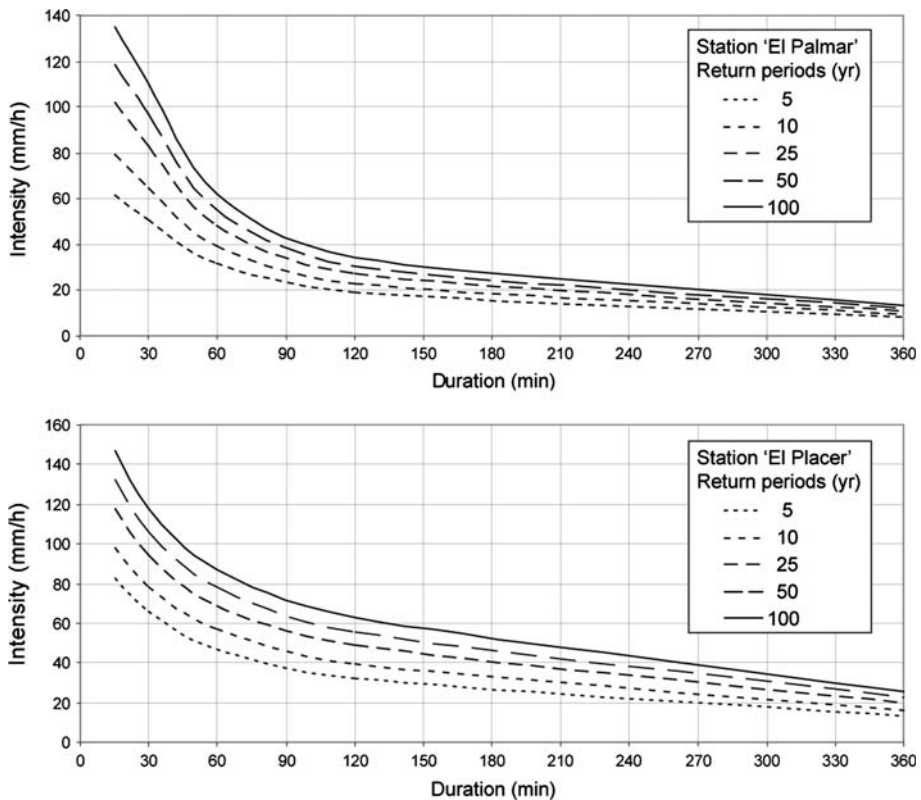 140
120
100
80
60
40
20
0
Intensity (mm/h)
Station ‘El Palmar’
Return periods (yr)
5
10
25
50
100
0 30 60 90 120 150 180 210 240 270 300 330 360
Duration (min)
160
140
120
100
80
60
40
20
0
Intensity (mm/h)
Station ‘El Placer’
Return periods (yr)
5
10
25
50
100
0 30 60 90 120 150 180 210 240 270 300 330 360
Duration (min)